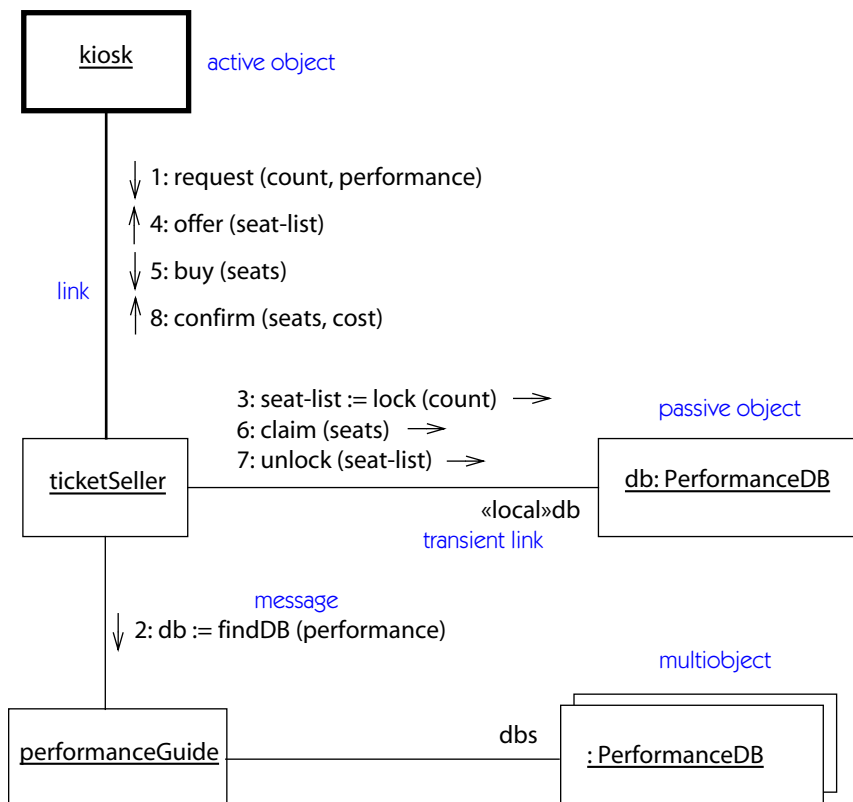 kiosk
active object
1: request (count, performance)
4: offer (seat-list)
5: buy (seats)
link
8: confirm (seats, cost)
3: seat-list := lock (count)
passive object
6: claim (seats)
7: unlock (seat-list)
ticketSeller
db: PerformanceDB
«local»db
transient link
message
2: db := findDB (performance)
multiobject
performanceGuide
dbs
: PerformanceDB